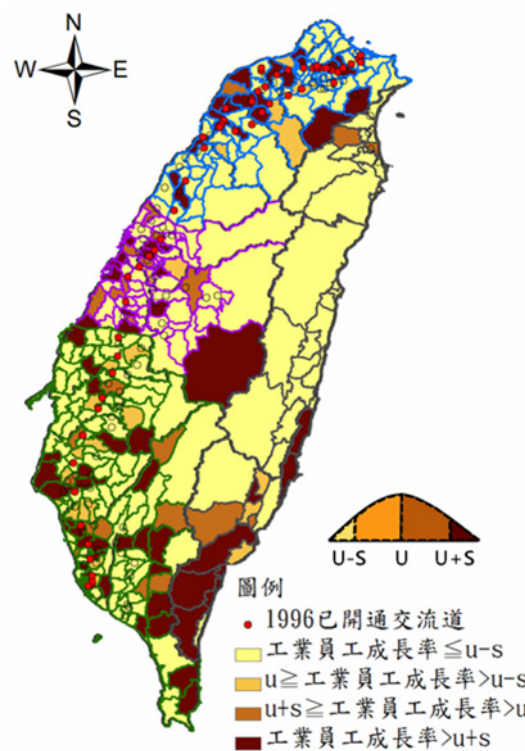 N
W E
S
U-S U U+S
圖例
1996已開通交流道
工業員工成長率≦u-s
u≧工業員工成長率>u-s
u+s≧工業員工成長率>u
工業員工成長率>u+s